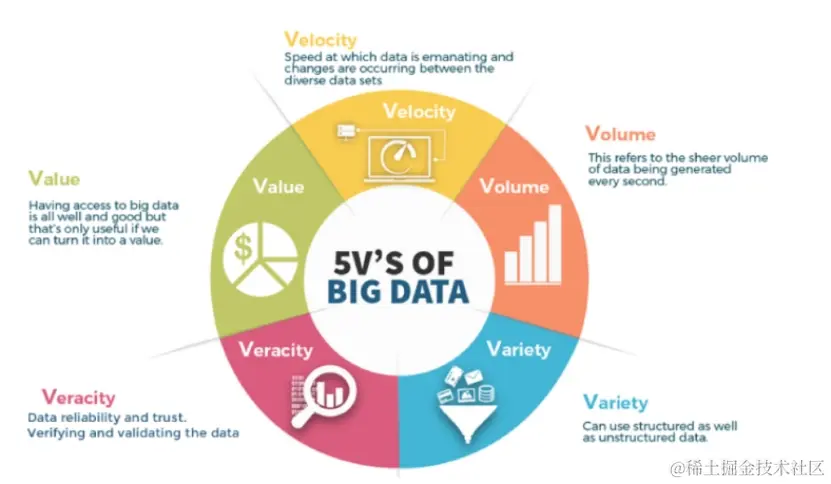 Velocity
Speed at which data is emanating and
changes are occurring between the
diverse data sets
Velocity
Volume
This refers to the sheer volume
of data being generated
every second.
Value
Having access to big data
is all well and good but
that's only useful if we
can turn it into a value.
Value
$
Volume
5V'S OF
BIG DATA
Veracity
Variety
Veracity
Data reliability and trust.
Verifying and validating the data
Variety
Can use structured as well
as unstructured data.
@稀土掘金技术社区